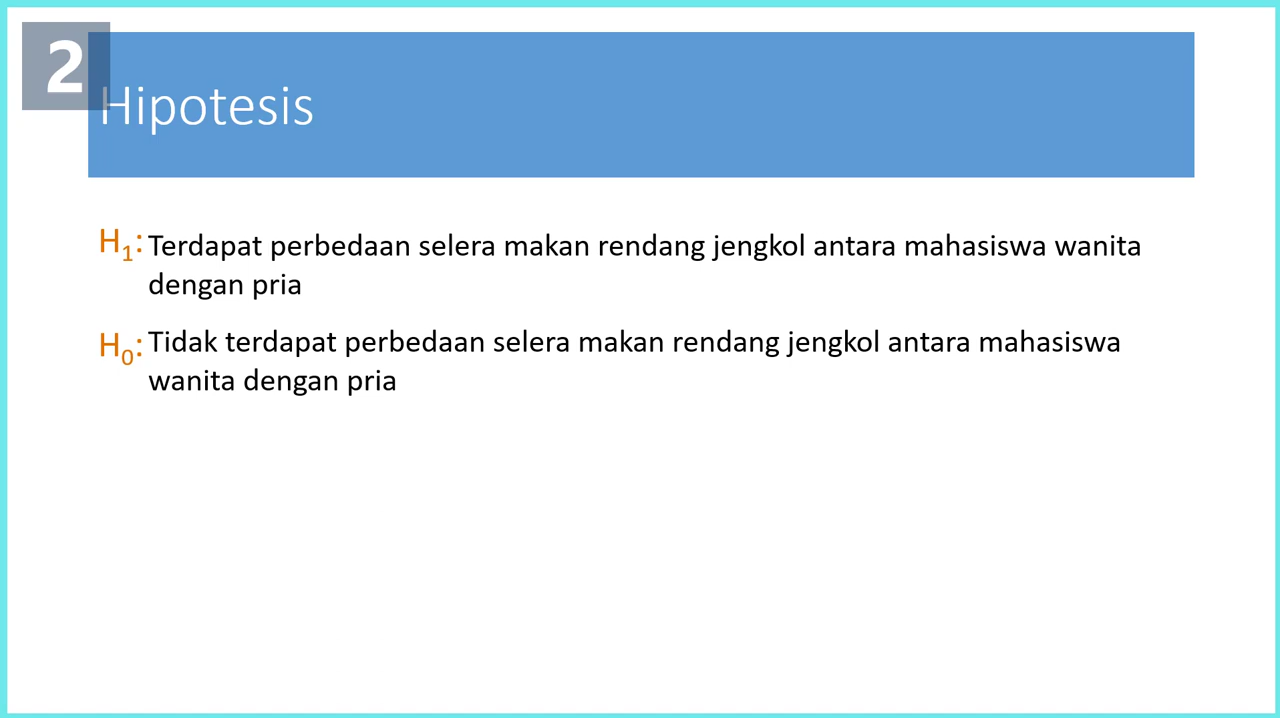 2
Hipotesis
H₁: Terdapat perbedaan selera makan rendang jengkol antara mahasiswa wanita
dengan pria
H₀: Tidak terdapat perbedaan selera makan rendang jengkol antara mahasiswa
wanita dengan pria